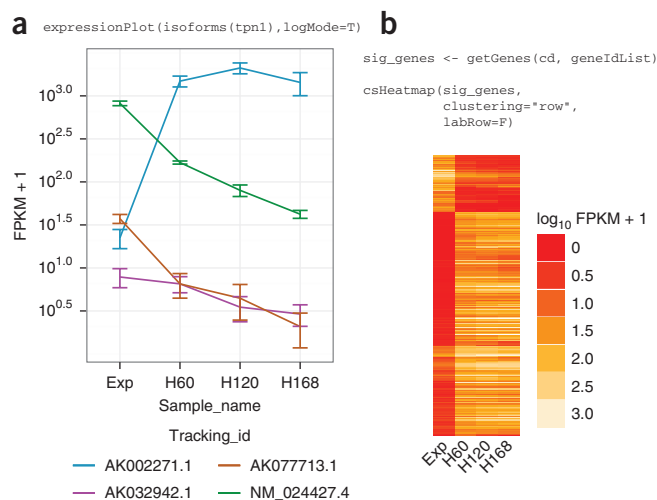 a
expressionPlot(isoforms(tpn1),logMode=T)
FPKM + 1
10^3.0
10^2.5
10^2.0
10^1.5
10^1.0
10^0.5
Exp H60 H120 H168
Sample_name
Tracking_id
AK002271.1 AK077713.1
AK032942.1 NM_024427.4
b
sig_genes <- getGenes(cd, geneIdList)
csHeatmap(sig_genes,
clustering="row",
labRow=F)
log10 FPKM + 1
0
0.5
1.0
1.5
2.0
2.5
3.0
Exp H60 H120 H168